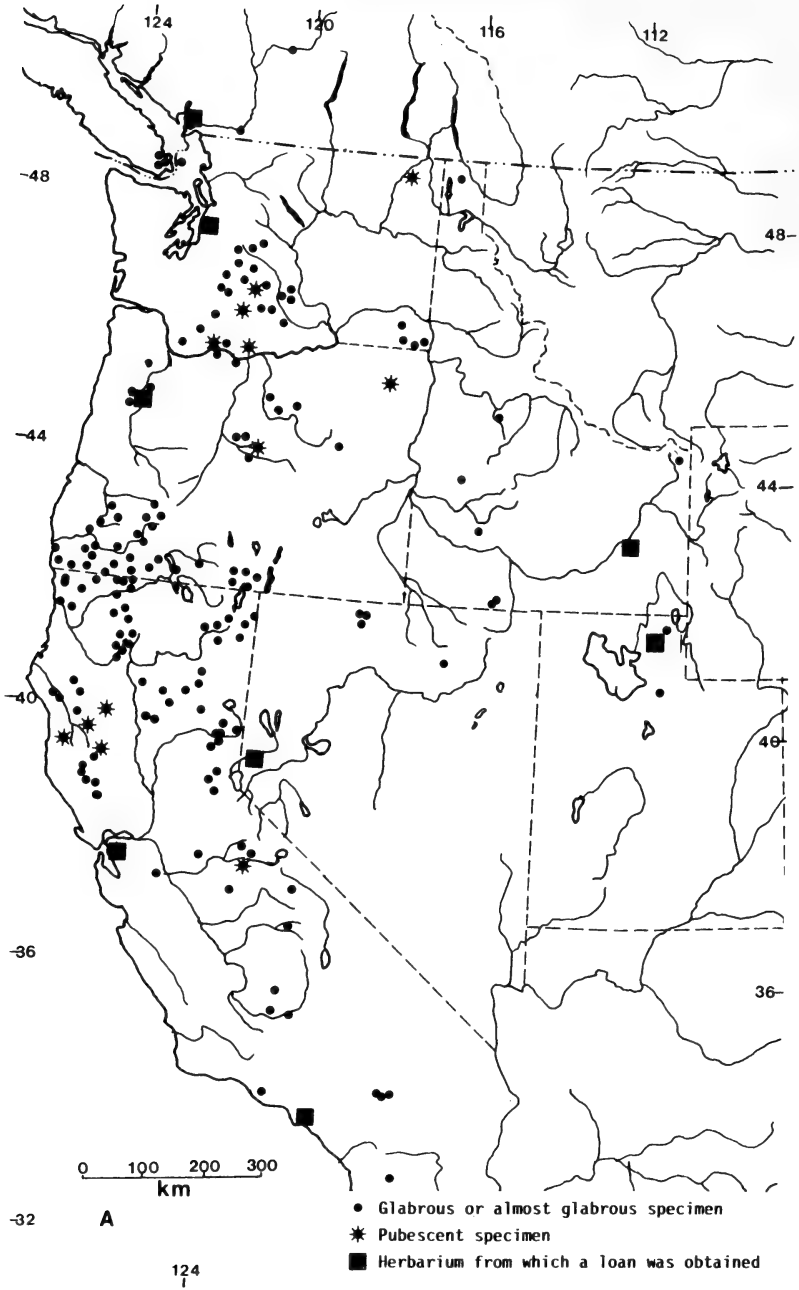 124
120
116
112
-48
48-
-44
44-
-40
40-
-36
36-
0 100 200 300
km
-32
A
124
Glabrous or almost glabrous specimen
Pubescent specimen
Herbarium from which a loan was obtained